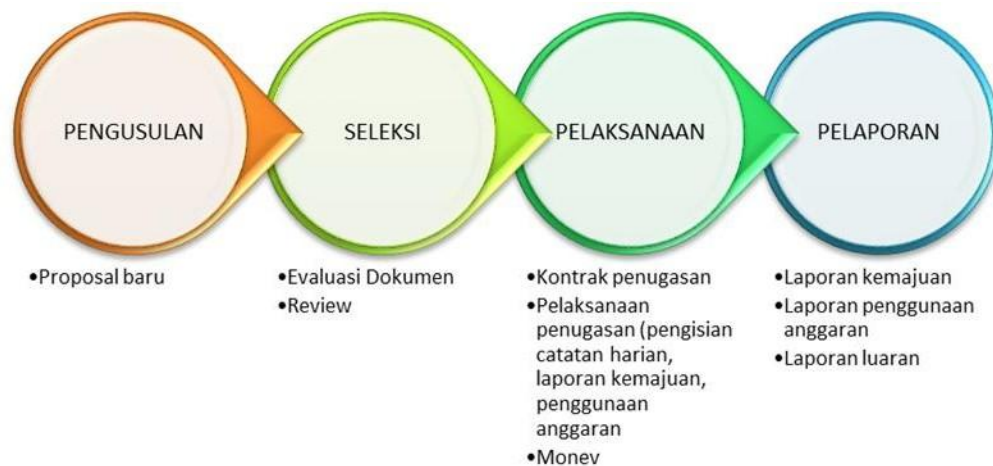 PENGUSULAN
•Proposal baru
SELEKSI
•Evaluasi Dokumen
•Review
PELAKSANAAN
•Kontrak penugasan
•Pelaksanaan
penugasan (pengisian
catatan harian,
laporan kemajuan,
penggunaan
anggaran
•Monev
PELAPORAN
•Laporan kemajuan
•Laporan penggunaan
anggaran
•Laporan luaran